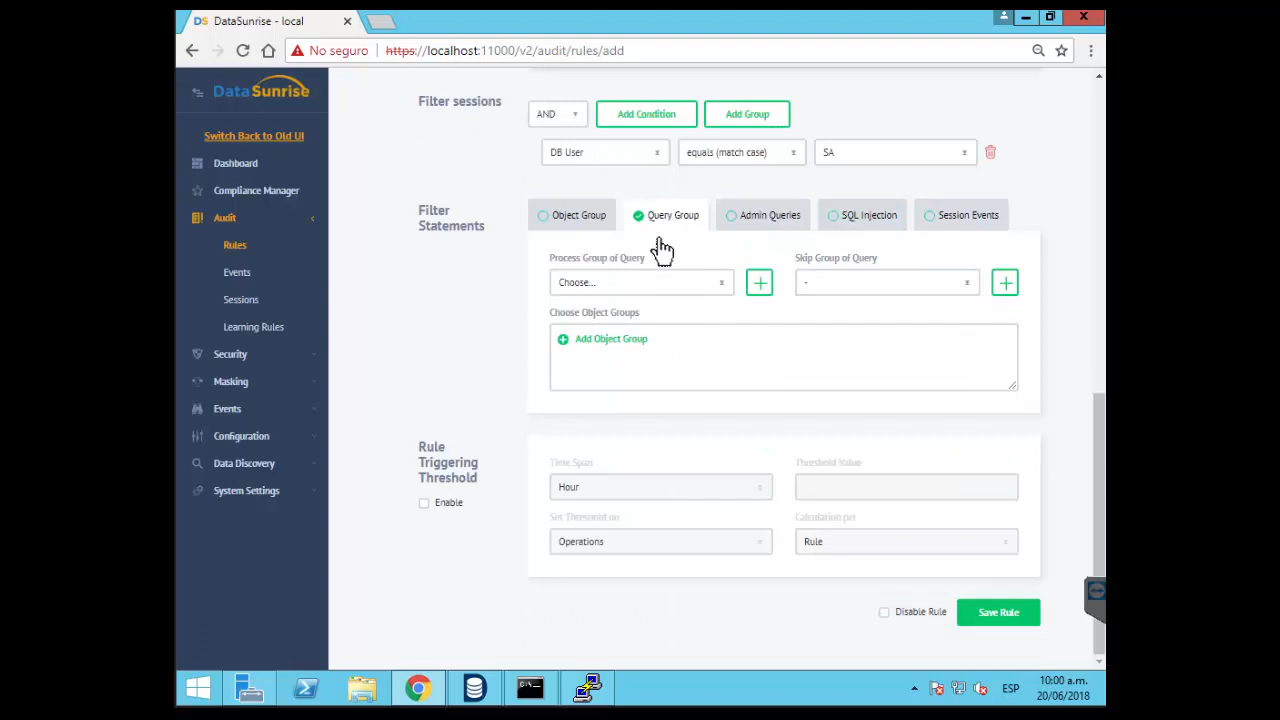 DS DataSunrise - local
No seguro
https://localhost:11000/v2/audit/rules/add
DataSunrise
Switch Back to Old UI
Dashboard
Compliance Manager
Audit
Rules
Events
Sessions
Learning Rules
Security
Masking
Events
Configuration
Data Discovery
System Settings
Filter sessions
AND
Add Condition
Add Group
DB User
equals (match case)
SA
Filter
Statements
Object Group
Query Group
Admin Queries
SQL Injection
Session Events
Process Group of Query
Skip Group of Query
Choose...
-
Choose Object Groups
Add Object Group
Rule
Triggering
Threshold
Enable
Time Span
Threshold Value
Hour
Set Threshold on
Calculation per
Operations
Rule
Disable Rule
Save Rule
ESP
10:00 a.m.
20/06/2018